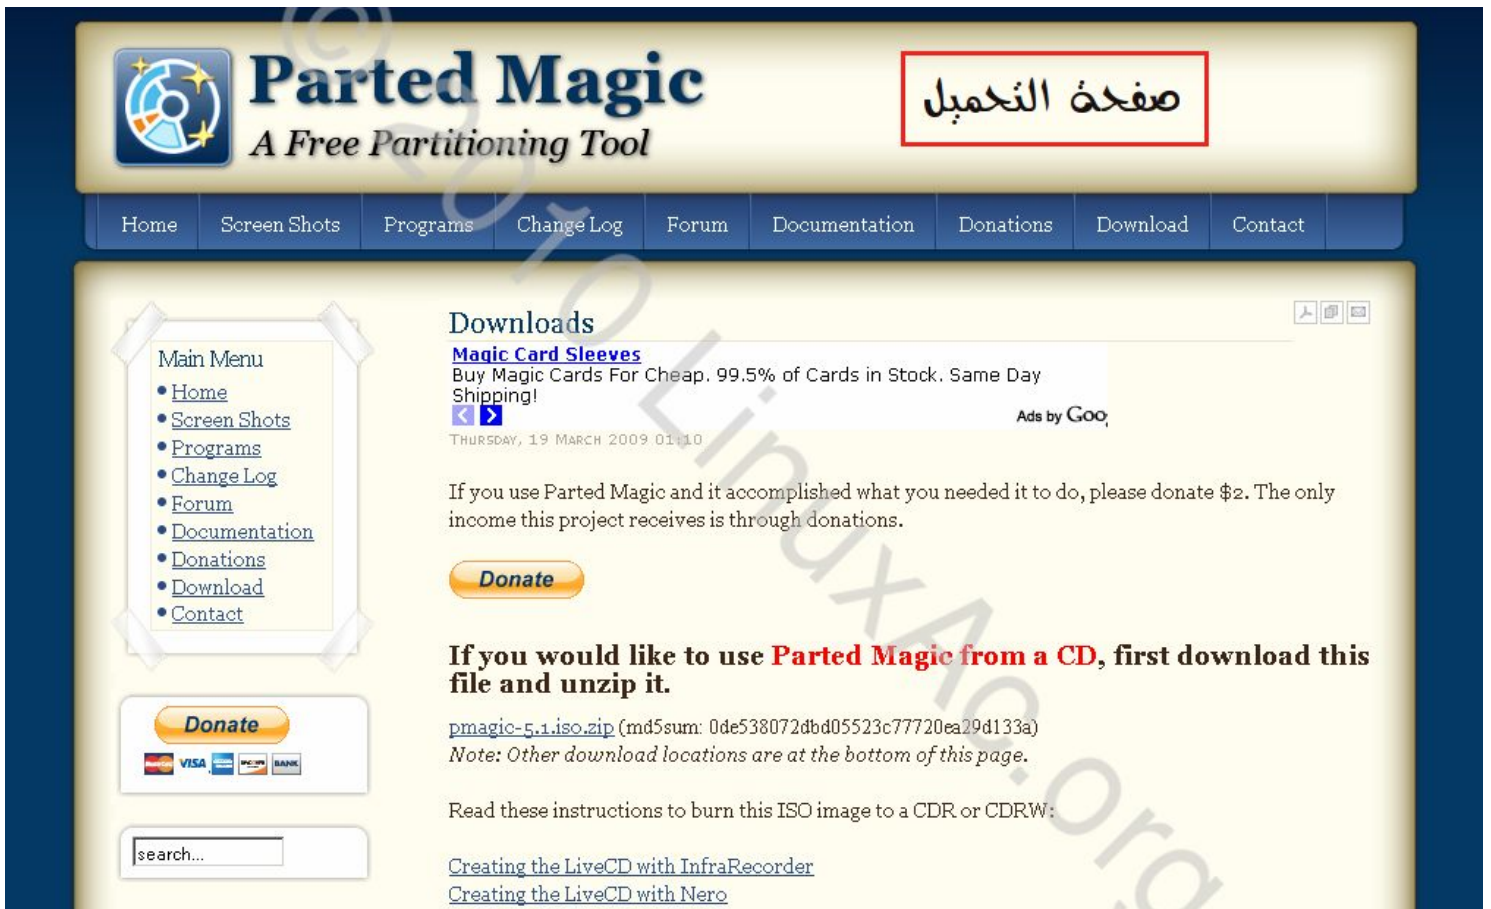 Parted Magic
A Free Partitioning Tool
صفحة التحميل
Home Screen Shots Programs Change Log Forum Documentation Donations Download Contact
Main Menu
Home
Screen Shots
Programs
Change Log
Forum
Documentation
Donations
Download
Contact
Donate
MasterCard VISA DISCOVER BANK
search...
Downloads
Magic Card Sleeves
Buy Magic Cards For Cheap. 99.5% of Cards in Stock. Same Day
Shipping!
Ads by Goo
Thursday, 19 March 2009 01:10
If you use Parted Magic and it accomplished what you needed it to do, please donate $2. The only
income this project receives is through donations.
Donate
If you would like to use Parted Magic from a CD, first download this
file and unzip it.
pmagic-5.1.iso.zip (md5sum: 0de538072dbd05523c77720ea29d133a)
Note: Other download locations are at the bottom of this page.
Read these instructions to burn this ISO image to a CDR or CDRW:
Creating the LiveCD with InfraRecorder
Creating the LiveCD with Nero
© 2010 LinuxAc.org